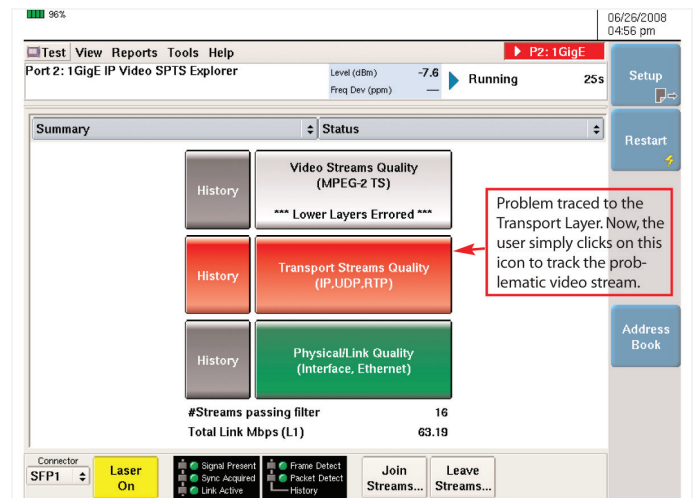 96%
06/26/2008
04:56 pm
Test View Reports Tools Help
P2: 1GigE
Port 2: 1GigE IP Video SPTS Explorer
Level (dBm) -7.6
Freq Dev (ppm) —
Running 25s
Setup
Restart
Summary
Status
History
Video Streams Quality
(MPEG-2 TS)
*** Lower Layers Errored ***
Problem traced to the
Transport Layer. Now, the
user simply clicks on this
icon to track the prob-
lematic video stream.
History
Transport Streams Quality
(IP,UDP,RTP)
History
Physical/Link Quality
(Interface, Ethernet)
Address
Book
#Streams passing filter 16
Total Link Mbps (L1) 63.19
Connector
SFP1
Laser
On
Signal Present
Sync Acquired
Link Active
Frame Detect
Packet Detect
History
Join
Streams...
Leave
Streams...